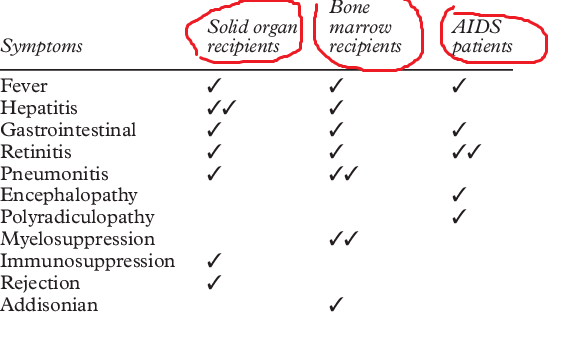 Bone
Solid organ marrow AIDS
Symptoms recipients recipients patients
Fever ✓ ✓ ✓
Hepatitis ✓✓ ✓
Gastrointestinal ✓ ✓ ✓
Retinitis ✓ ✓ ✓✓
Pneumonitis ✓ ✓✓
Encephalopathy ✓
Polyradiculopathy ✓
Myelosuppression ✓✓
Immunosuppression ✓
Rejection ✓
Addisonian ✓